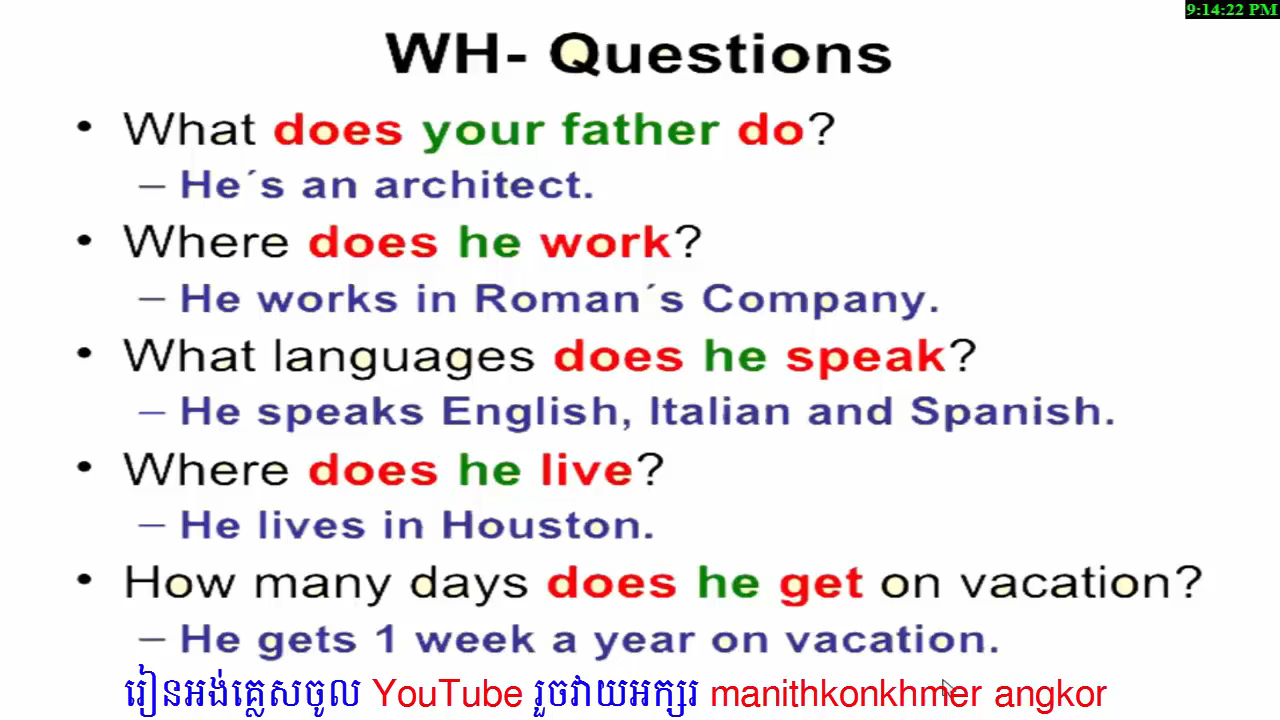 9:14:22 PM
WH- Questions
• What does your father do?
– He´s an architect.
• Where does he work?
– He works in Roman´s Company.
• What languages does he speak?
– He speaks English, Italian and Spanish.
• Where does he live?
– He lives in Houston.
• How many days does he get on vacation?
– He gets 1 week a year on vacation.
រៀនអង់គ្លេសចូល YouTube រួចវាយអក្សរ manithkonkhmer angkor